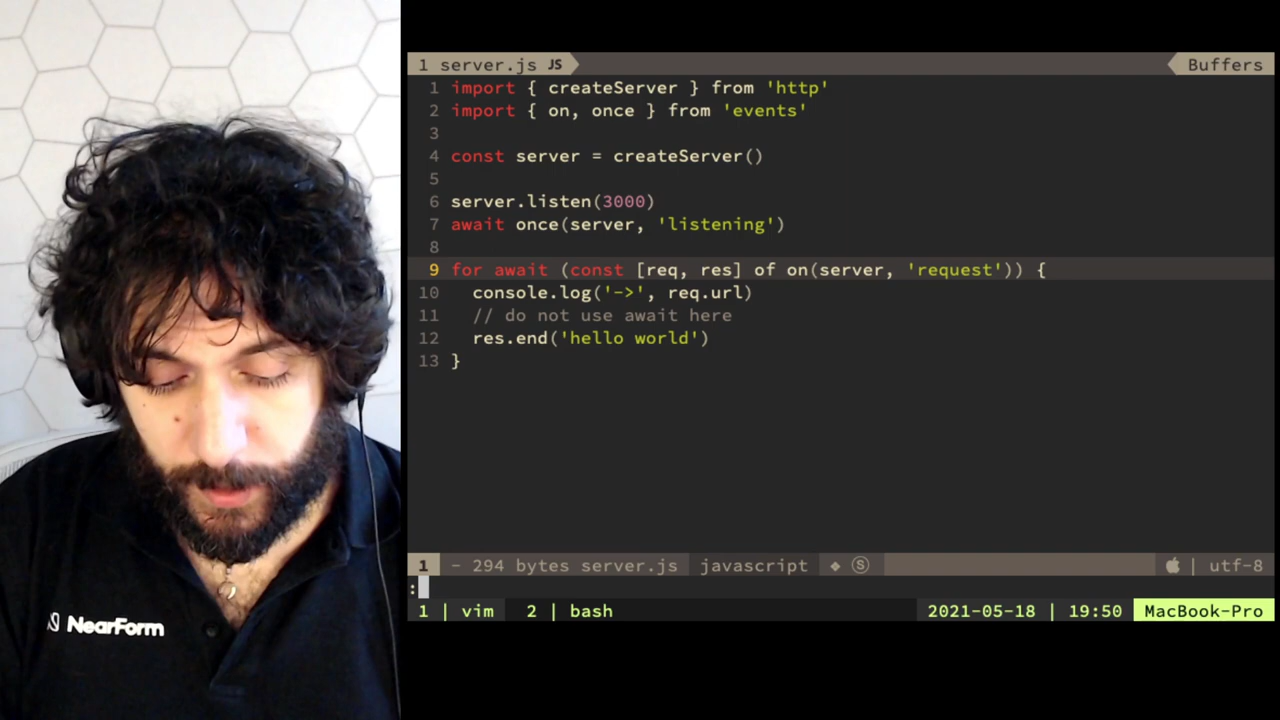 NearForm
1 server.js JS
Buffers
1 import { createServer } from 'http'
2 import { on, once } from 'events'
3
4 const server = createServer()
5
6 server.listen(3000)
7 await once(server, 'listening')
8
9 for await (const [req, res] of on(server, 'request')) {
10 console.log('->', req.url)
11 // do not use await here
12 res.end('hello world')
13 }
1 - 294 bytes server.js javascript ◆ Ⓢ | utf-8
:
1 | vim 2 | bash 2021-05-18 | 19:50 MacBook-Pro